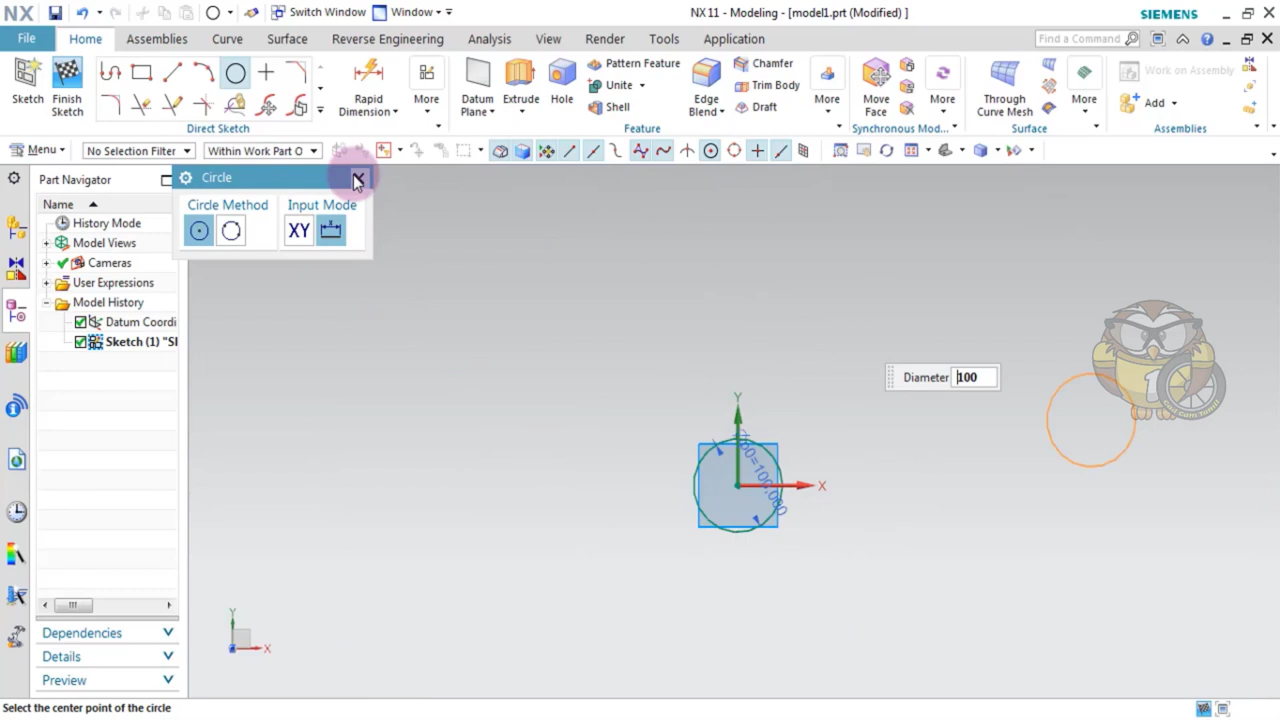 NX Switch Window Window NX 11 - Modeling - [model1.prt (Modified) ] SIEMENS
File Home Assemblies Curve Surface Reverse Engineering Analysis View Render Tools Application Find a Command
Sketch Finish Sketch Rapid Dimension More Datum Plane Extrude Hole Pattern Feature Unite Shell Edge Blend Chamfer Trim Body Draft More Move Face More Through Curve Mesh More Work on Assembly Add
Direct Sketch Feature Synchronous Mod... Surface Assemblies
Menu No Selection Filter Within Work Part O
Part Navigator
Name
History Mode
Model Views
Cameras
User Expressions
Model History
Datum Coordi
Sketch (1) "SI
Dependencies
Details
Preview
Circle
Circle Method Input Mode
XY
Diameter 100
Y
X
p0=100,000
Y
X
Select the center point of the circle